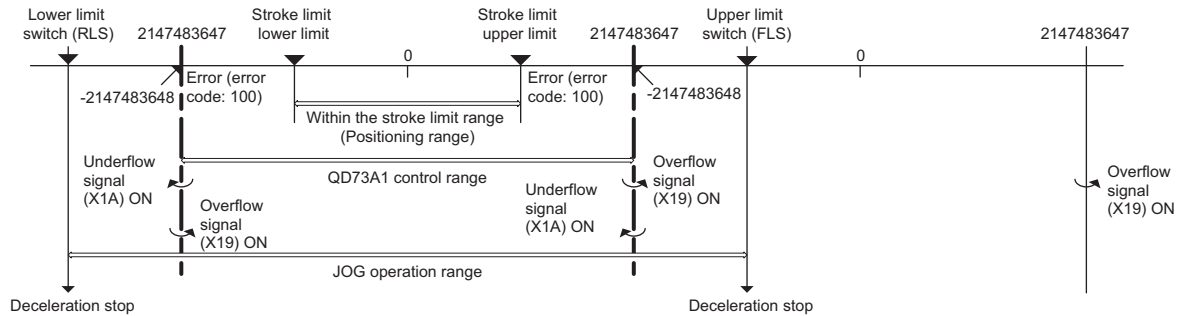 Lower limit
switch (RLS)
2147483647
Stroke limit
lower limit
Stroke limit
upper limit
2147483647
Upper limit
switch (FLS)
2147483647
0
0
-2147483648
Error (error
code: 100)
Error (error
code: 100)
-2147483648
Within the stroke limit range
(Positioning range)
Underflow
signal
(X1A) ON
QD73A1 control range
Overflow
signal
(X19) ON
Underflow
signal
(X1A) ON
Overflow
signal
(X19) ON
Overflow
signal
(X19) ON
JOG operation range
Deceleration stop
Deceleration stop